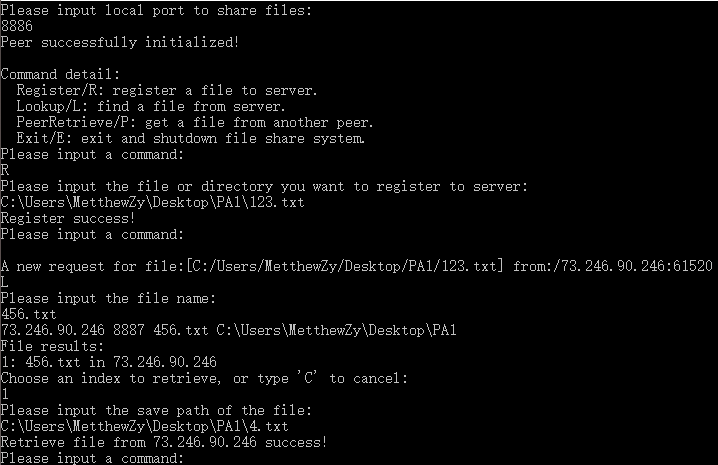 Please input local port to share files:
8886
Peer successfully initialized!
Command detail:
Register/R: register a file to server.
Lookup/L: find a file from server.
PeerRetrieve/P: get a file from another peer.
Exit/E: exit and shutdown file share system.
Please input a command:
R
Please input the file or directory you want to register to server:
C:\Users\MetthewZy\Desktop\PA1\123.txt
Register success!
Please input a command:
A new request for file:[C:/Users/MetthewZy/Desktop/PA1/123.txt] from:/73.246.90.246:61520
L
Please input the file name:
456.txt
73.246.90.246 8887 456.txt C:\Users\MetthewZy\Desktop\PA1
File results:
1: 456.txt in 73.246.90.246
Choose an index to retrieve, or type 'C' to cancel:
1
Please input the save path of the file:
C:\Users\MetthewZy\Desktop\PA1\4.txt
Retrieve file from 73.246.90.246 success!
Please input a command: